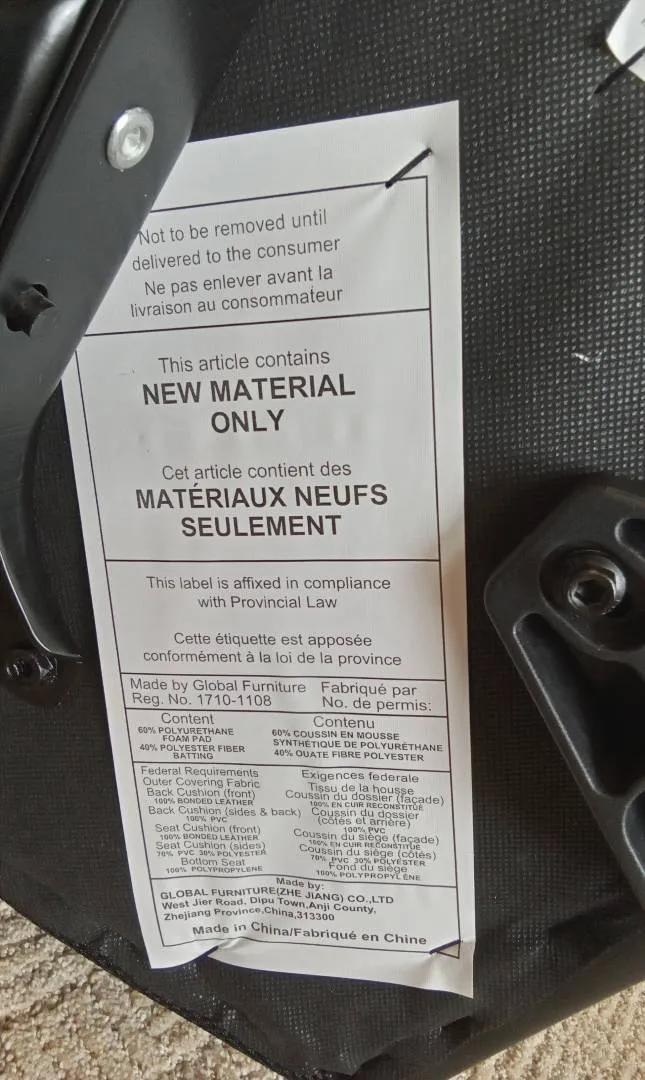 Not to be removed until
delivered to the consumer
Ne pas enlever avant la
livraison au consommateur
This article contains
NEW MATERIAL
ONLY
Cet article contient des
MATÉRIAUX NEUFS
SEULEMENT
This label is affixed in compliance
with Provincial Law
Cette étiquette est apposée
conformément à la loi de la province
Made by Global Furniture Fabriqué par
Reg. No. 1710-1108 No. de permis:
Content
60% POLYURETHANE
FOAM PAD
40% POLYESTER FIBER
BATTING
Contenu
60% COUSSIN EN MOUSSE
SYNTHÉTIQUE DE POLYURÉTHANE
40% OUATE FIBRE POLYESTER
Federal Requirements
Outer Covering Fabric
Back Cushion (front)
100% BONDED LEATHER
Back Cushion (sides & back)
100% PVC
Seat Cushion (front)
100% BONDED LEATHER
Seat Cushion (sides)
70% PVC 30% POLYESTER
Bottom Seat
100% POLYPROPYLENE
Exigences federale
Tissu de la housse
Coussin du dossier (façade)
100% EN CUIR RECONSTITUÉ
Coussin du dossier
(côtés et arrière)
100% PVC
Coussin du siège (façade)
100% EN CUIR RECONSTITUÉ
Coussin du siège (côtés)
70% PVC 30% POLYESTER
Fond du siège
100% POLYPROPYLÈNE
Made by:
GLOBAL FURNITURE(ZHE JIANG) CO.,LTD
West Jier Road, Dipu Town,Anji County,
Zhejiang Province,China,313300
Made in China/Fabriqué en Chine